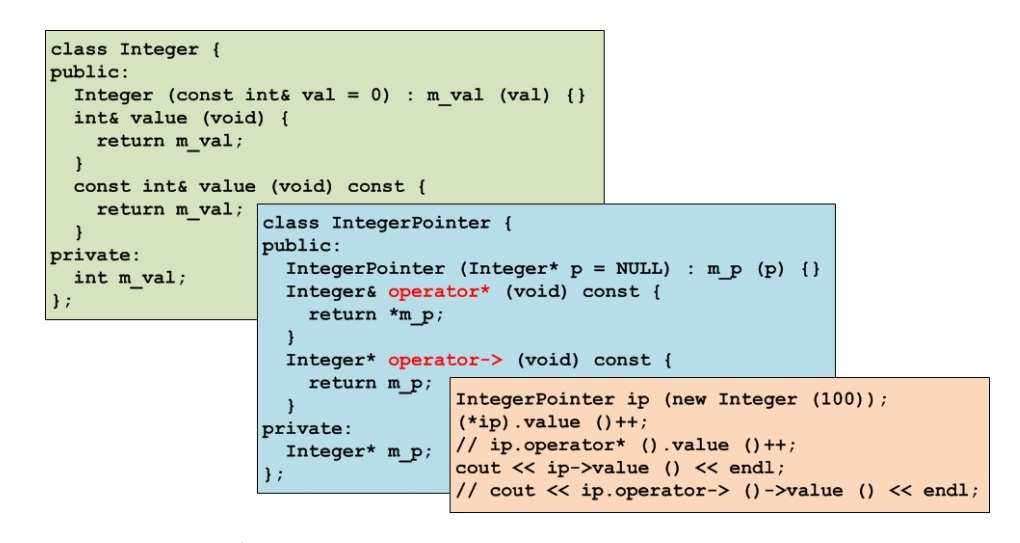 class Integer {
public:
  Integer (const int& val = 0) : m_val (val) {}
  int& value (void) {
    return m_val;
  }
  const int& value (void) const {
    return m_val;
  }
private:
  int m_val;
};
class IntegerPointer {
public:
  IntegerPointer (Integer* p = NULL) : m_p (p) {}
  Integer& operator* (void) const {
    return *m_p;
  }
  Integer* operator-> (void) const {
    return m_p;
  }
private:
  Integer* m_p;
};
IntegerPointer ip (new Integer (100));
(*ip).value ()++;
// ip.operator* ().value ()++;
cout << ip->value () << endl;
// cout << ip.operator-> ()->value () << endl;